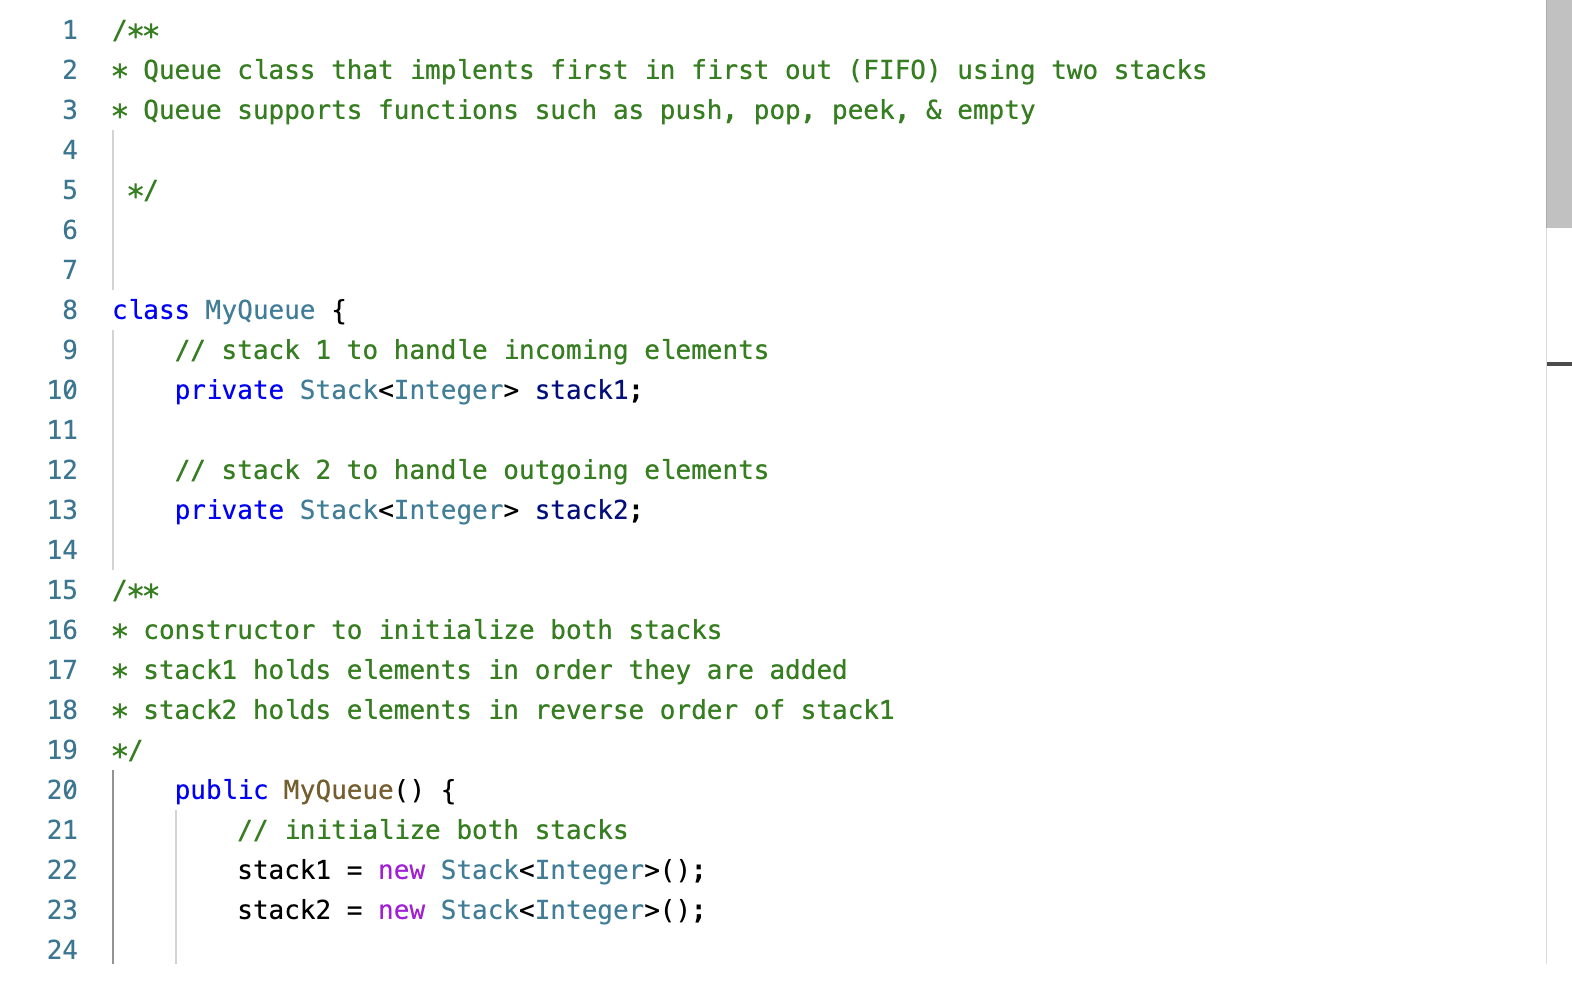 1 /**
2 * Queue class that implents first in first out (FIFO) using two stacks
3 * Queue supports functions such as push, pop, peek, & empty
4
5  */
6
7
8 class MyQueue {
9     // stack 1 to handle incoming elements
10     private Stack<Integer> stack1;
11
12     // stack 2 to handle outgoing elements
13     private Stack<Integer> stack2;
14
15 /**
16 * constructor to initialize both stacks
17 * stack1 holds elements in order they are added
18 * stack2 holds elements in reverse order of stack1
19 */
20     public MyQueue() {
21         // initialize both stacks
22         stack1 = new Stack<Integer>();
23         stack2 = new Stack<Integer>();
24